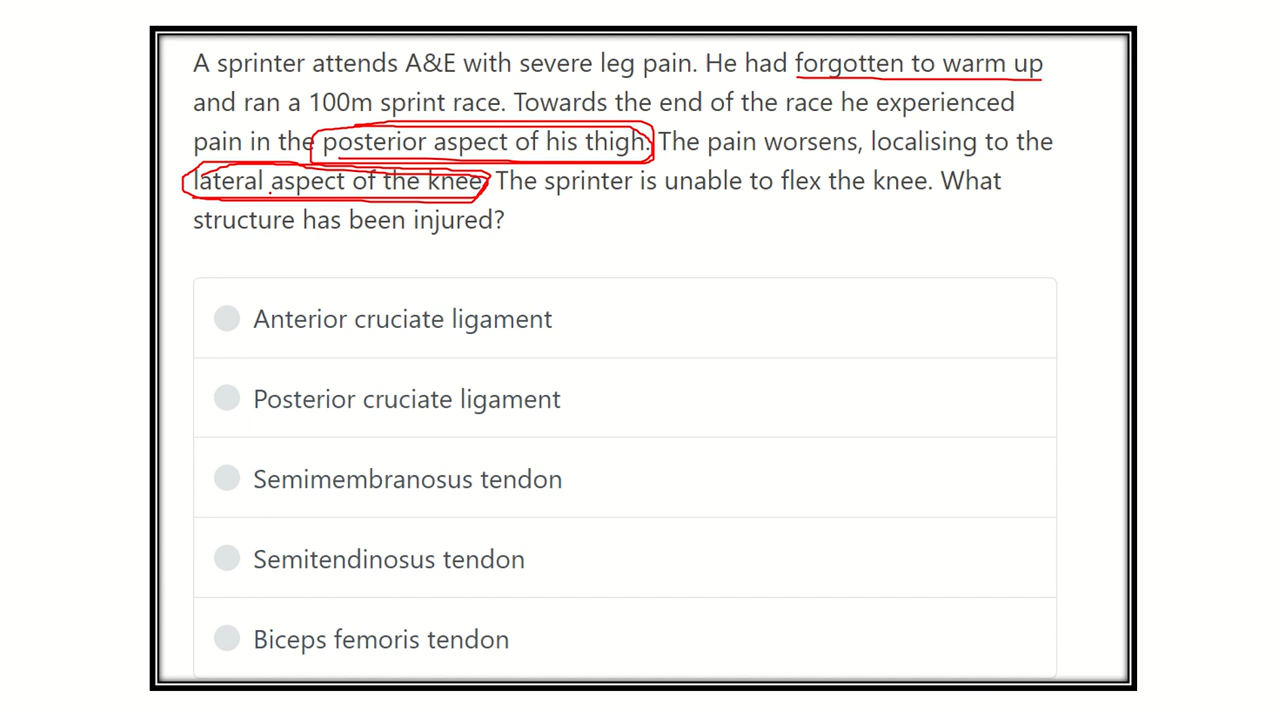 A sprinter attends A&E with severe leg pain. He had forgotten to warm up
and ran a 100m sprint race. Towards the end of the race he experienced
pain in the posterior aspect of his thigh. The pain worsens, localising to the
lateral aspect of the knee. The sprinter is unable to flex the knee. What
structure has been injured?
Anterior cruciate ligament
Posterior cruciate ligament
Semimembranosus tendon
Semitendinosus tendon
Biceps femoris tendon